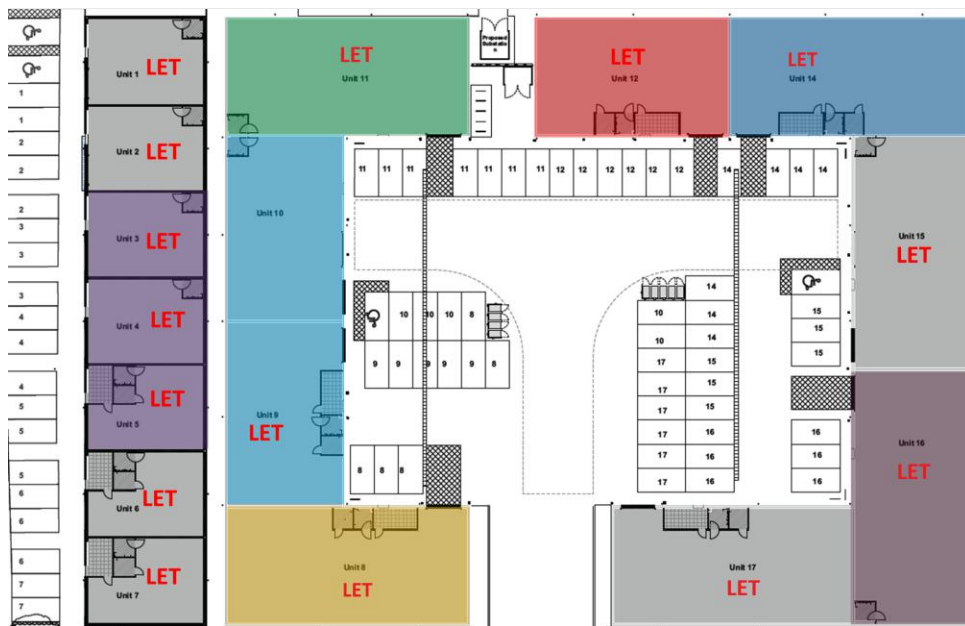 1
1
2
2
2
3
3
3
4
4
4
5
5
5
6
6
6
7
7
Unit 1 LET
Unit 2 LET
Unit 3 LET
Unit 4 LET
LET
Unit 5
LET
Unit 6
LET
Unit 7
LET
Unit 11
Proposed
Substatio
n
LET
Unit 12
LET
Unit 14
11 11 11 11 11 11 11 12 12 12 12 12 12 14 14 14 14
Unit 10
Unit 15
LET
10 10 10 8
9 9 9 9 9 8
14
10 14
10 14
17 15
17 15
17 15
17 16
17 16
17 16
15
15
15
Unit 9
LET
8 8 8
16
16
16
Unit 16
LET
Unit 8
LET
Unit 17
LET